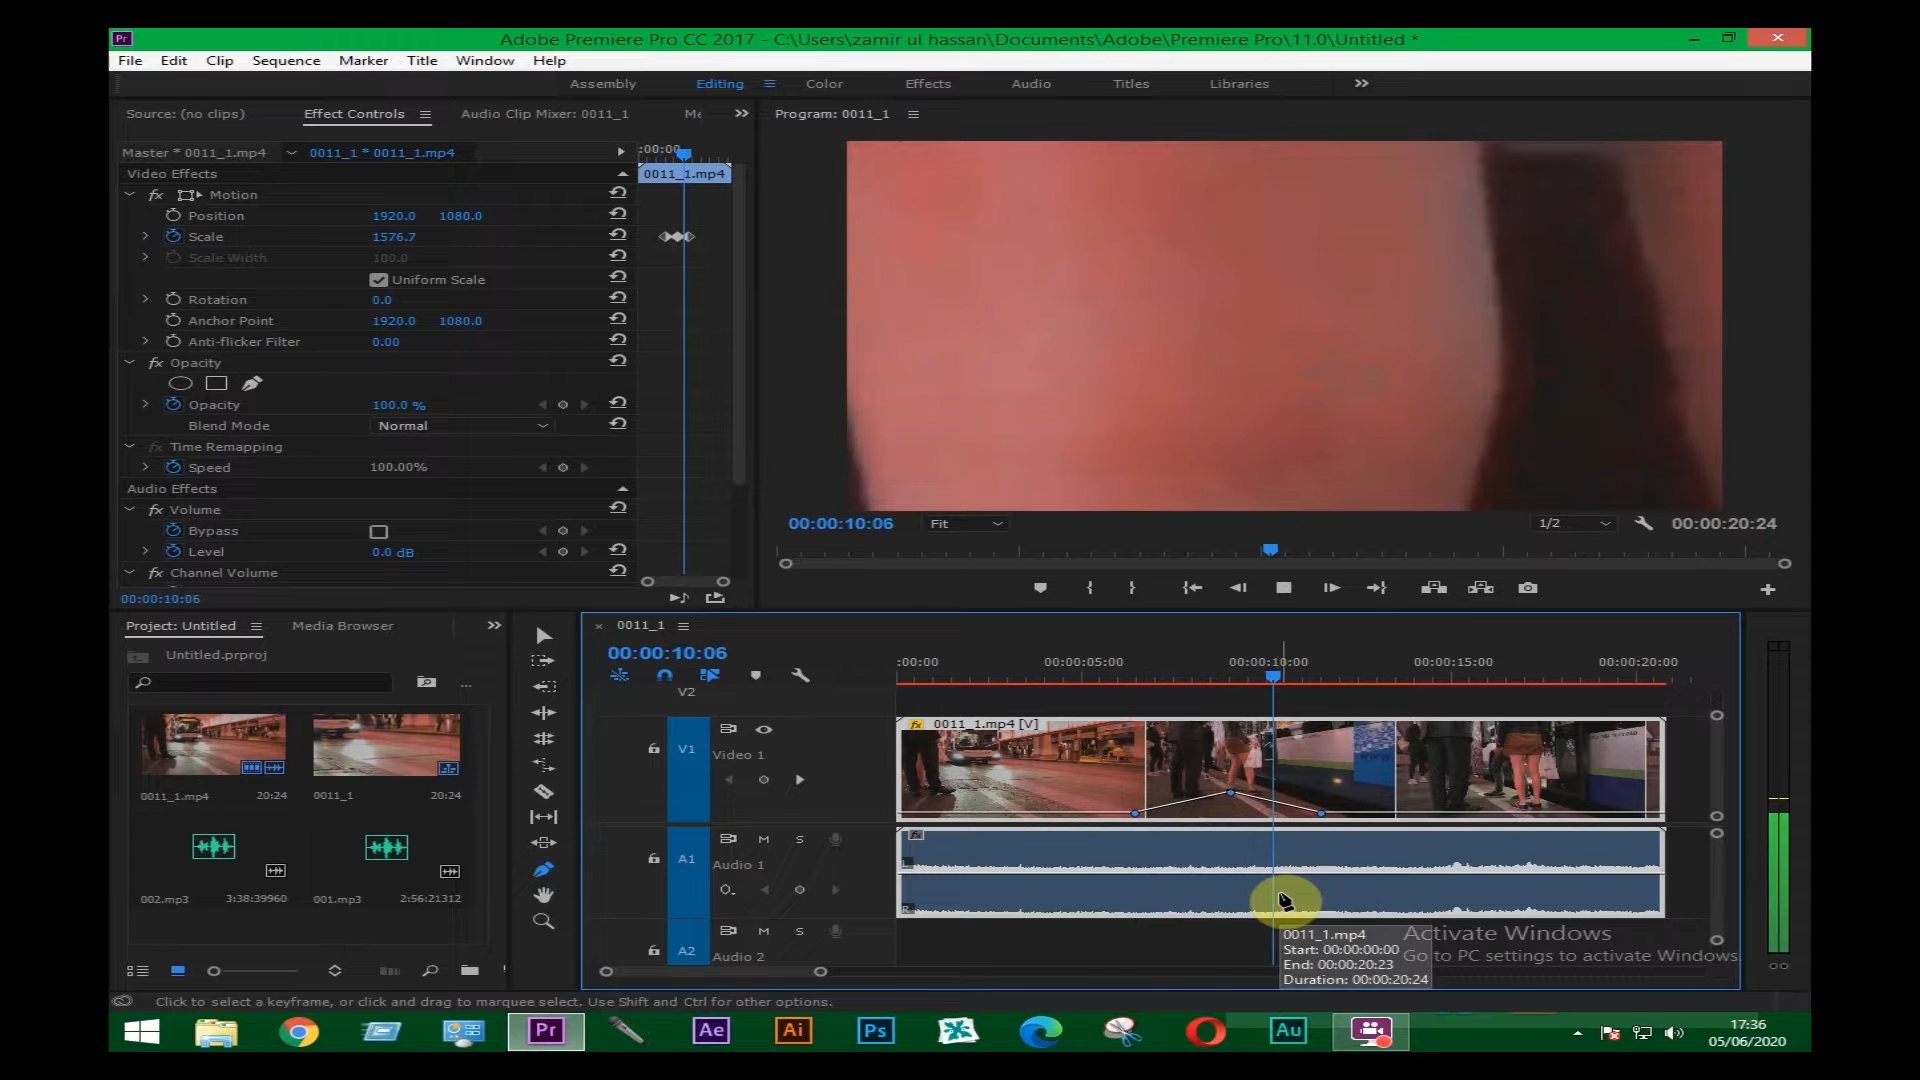 Pr
Adobe Premiere Pro CC 2017 - C:\Users\zamir ul hassan\Documents\Adobe\Premiere Pro\11.0\Untitled *
File Edit Clip Sequence Marker Title Window Help
Assembly Editing Color Effects Audio Titles Libraries
Source: (no clips) Effect Controls Audio Clip Mixer: 0011_1
Program: 0011_1
Master * 0011_1.mp4 0011_1 * 0011_1.mp4 :00:00
Video Effects 0011_1.mp4
fx Motion
Position 1920.0 1080.0
Scale 1576.7
Scale Width 100.0
Uniform Scale
Rotation 0.0
Anchor Point 1920.0 1080.0
Anti-flicker Filter 0.00
fx Opacity
Opacity 100.0 %
Blend Mode Normal
fx Time Remapping
Speed 100.00%
Audio Effects
fx Volume
Bypass
Level 0.0 dB
fx Channel Volume
00:00:10:06
00:00:10:06 Fit 1/2 00:00:20:24
Project: Untitled Media Browser
Untitled.prproj
0011_1.mp4 20:24 0011_1 20:24
002.mp3 3:38:39960 001.mp3 2:56:21312
0011_1
00:00:10:06 :00:00 00:00:05:00 00:00:10:00 00:00:15:00 00:00:20:00
V2
fx 0011_1.mp4 [V]
V1 Video 1
M S
fx
A1 Audio 1
L
R
M S
A2 Audio 2
0011_1.mp4
Start: 00:00:00:00
End: 00:00:20:23
Duration: 00:00:20:24
Activate Windows
Go to PC settings to activate Windows.
Click to select a keyframe, or click and drag to marquee select. Use Shift and Ctrl for other options.
Pr Ae Ai Ps Au
17:36
05/06/2020